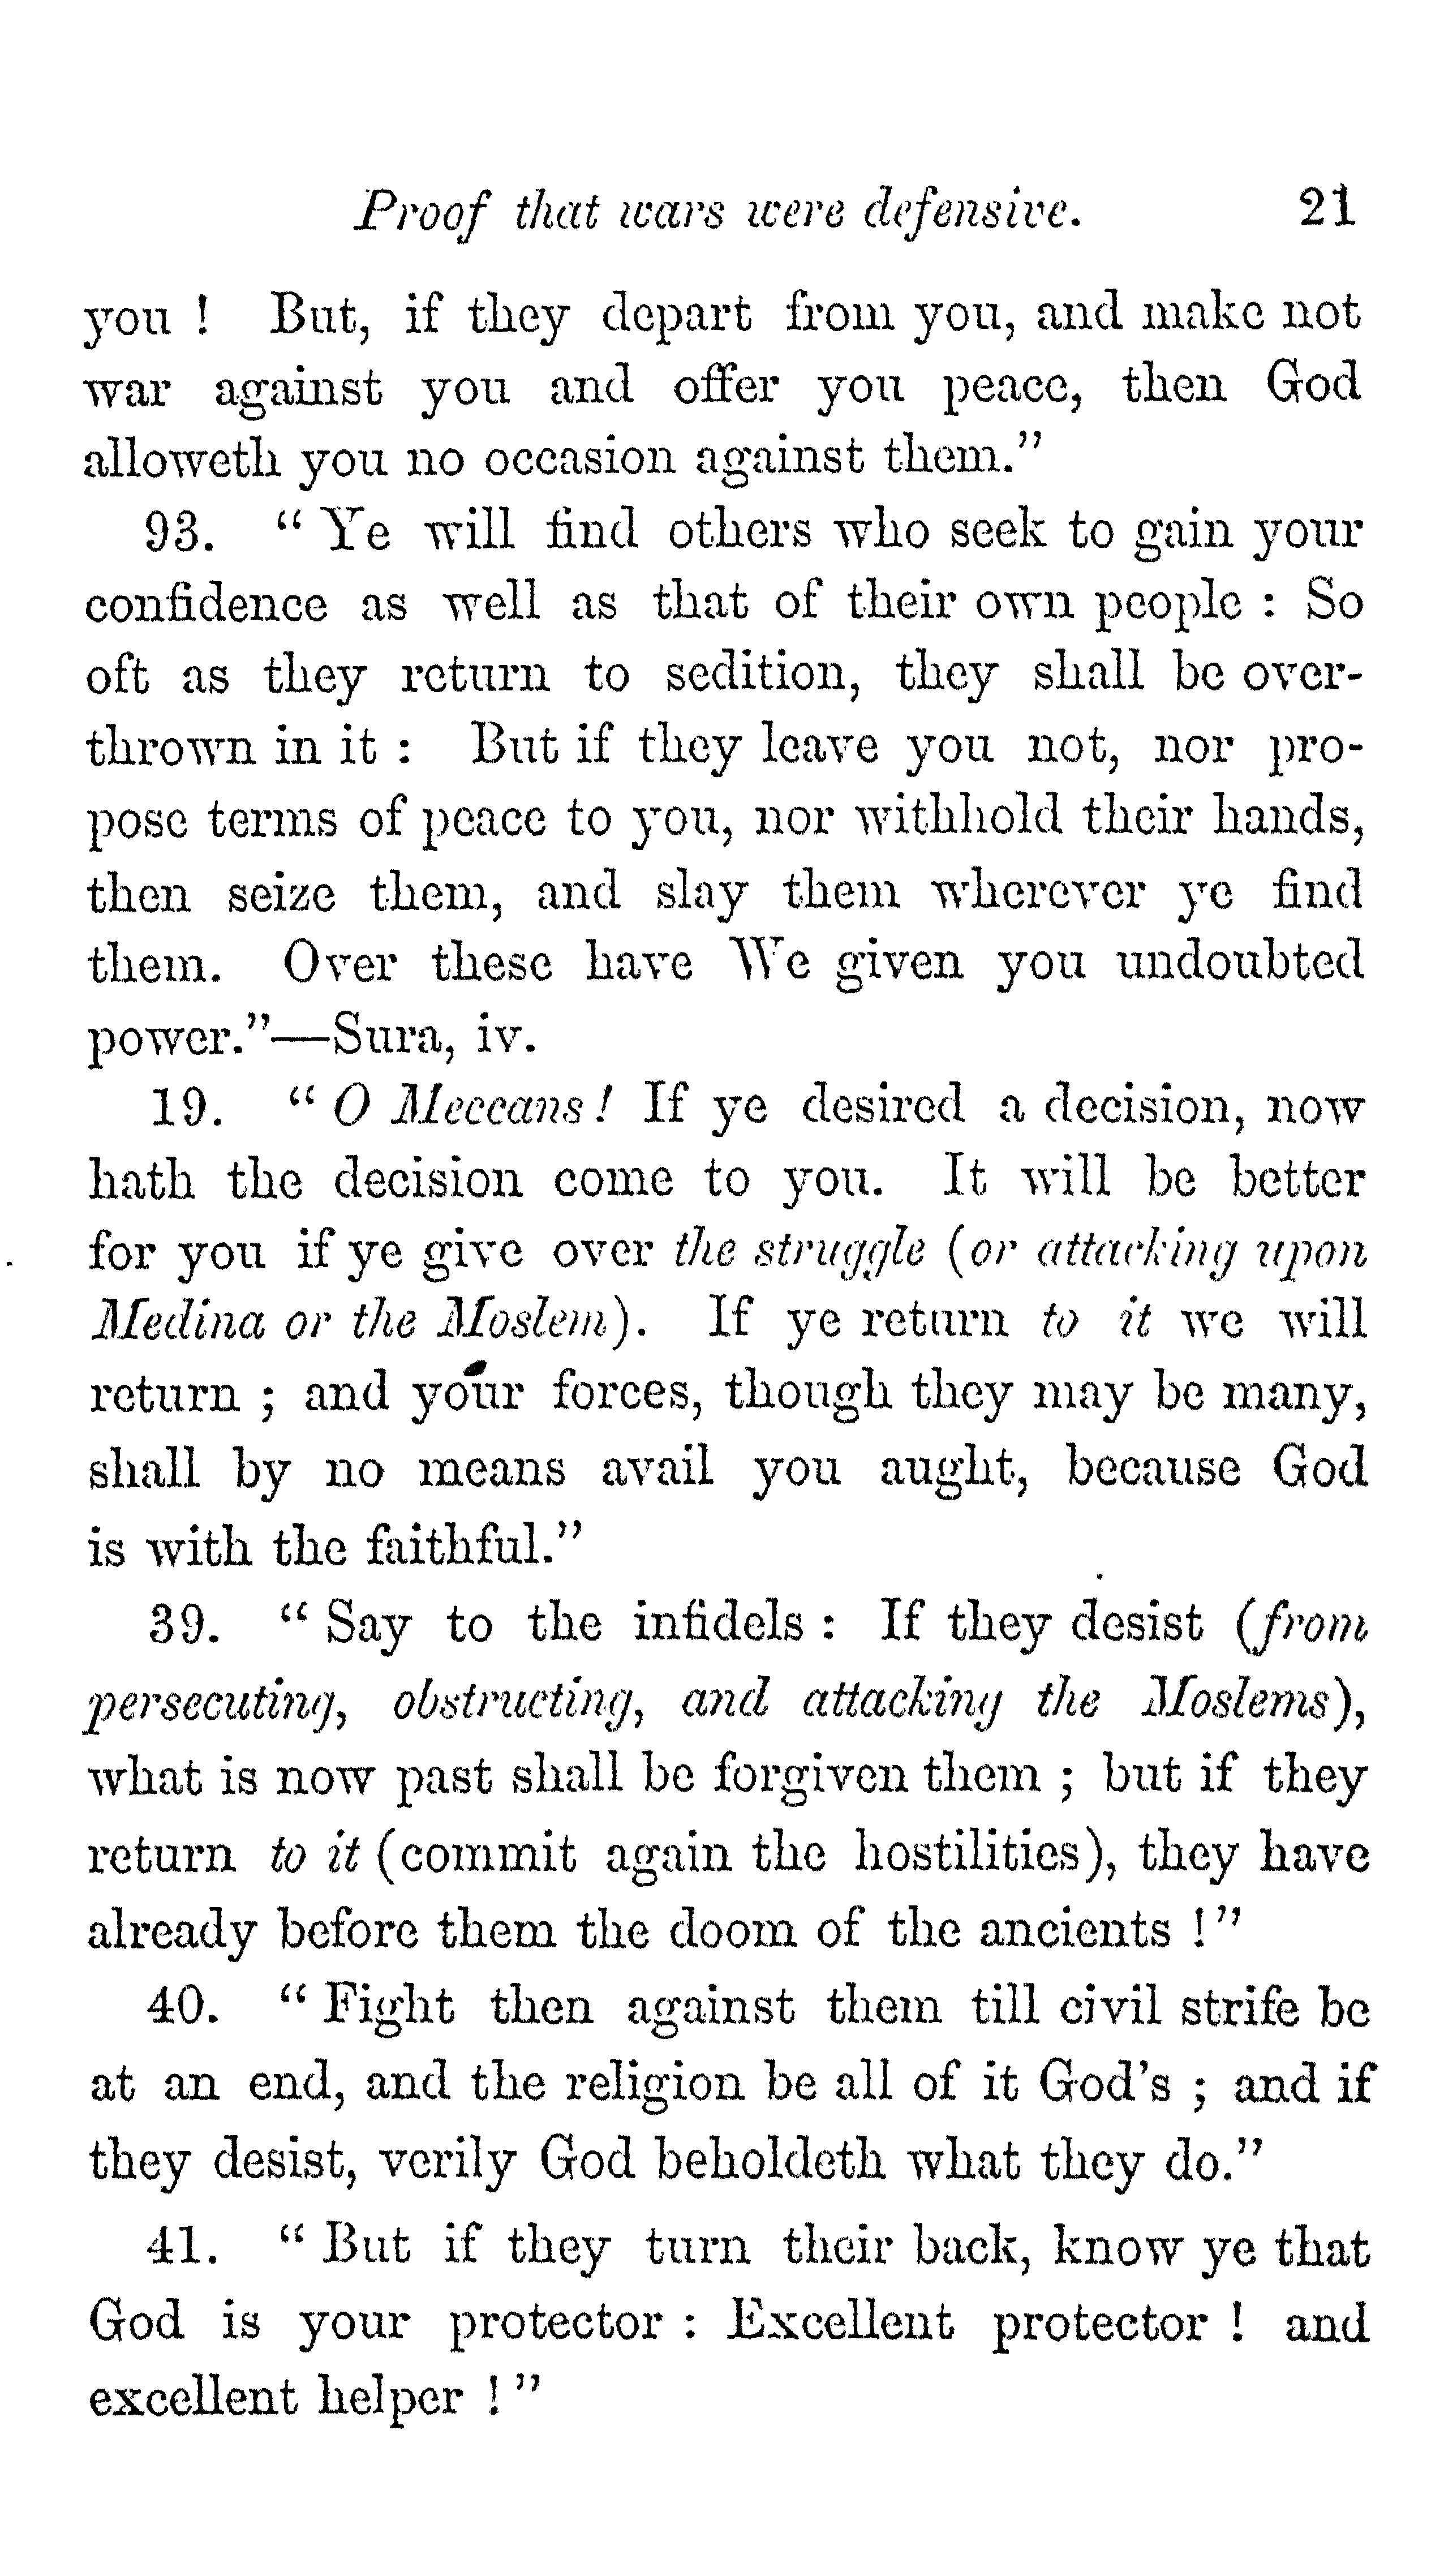 Proof that wars were defensive. 21
you ! But, if they depart from you, and make not
war against you and offer you peace, then God
alloweth you no occasion against them.”
93. “ Ye will find others who seek to gain your
confidence as well as that of their own people : So
oft as they return to sedition, they shall be over-
thrown in it : But if they leave you not, nor pro-
pose terms of peace to you, nor withhold their hands,
then seize them, and slay them wherever ye find
them. Over these have We given you undoubted
power.”—Sura, iv.
19. “ O Meccans ! If ye desired a decision, now
hath the decision come to you. It will be better
for you if ye give over the struggle (or attacking upon
Medina or the Moslem). If ye return to it we will
return ; and your forces, though they may be many,
shall by no means avail you aught, because God
is with the faithful.”
39. “ Say to the infidels : If they desist (from
persecuting, obstructing, and attacking the Moslems),
what is now past shall be forgiven them ; but if they
return to it (commit again the hostilities), they have
already before them the doom of the ancients ! ”
40. “ Fight then against them till civil strife be
at an end, and the religion be all of it God’s ; and if
they desist, verily God beholdeth what they do.”
41. “ But if they turn their back, know ye that
God is your protector : Excellent protector ! and
excellent helper ! ”